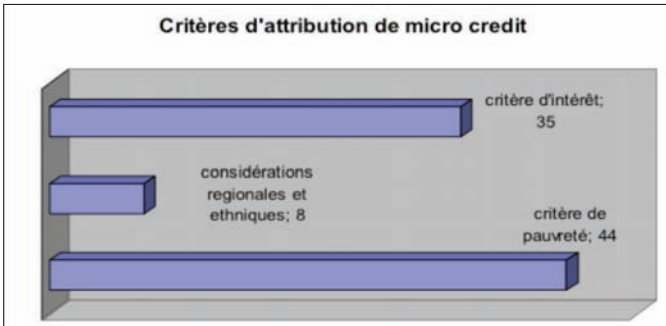 Critères d'attribution de micro credit
critère d'intérêt;
35
considérations
regionales et
ethniques; 8
critère de
pauvreté; 44